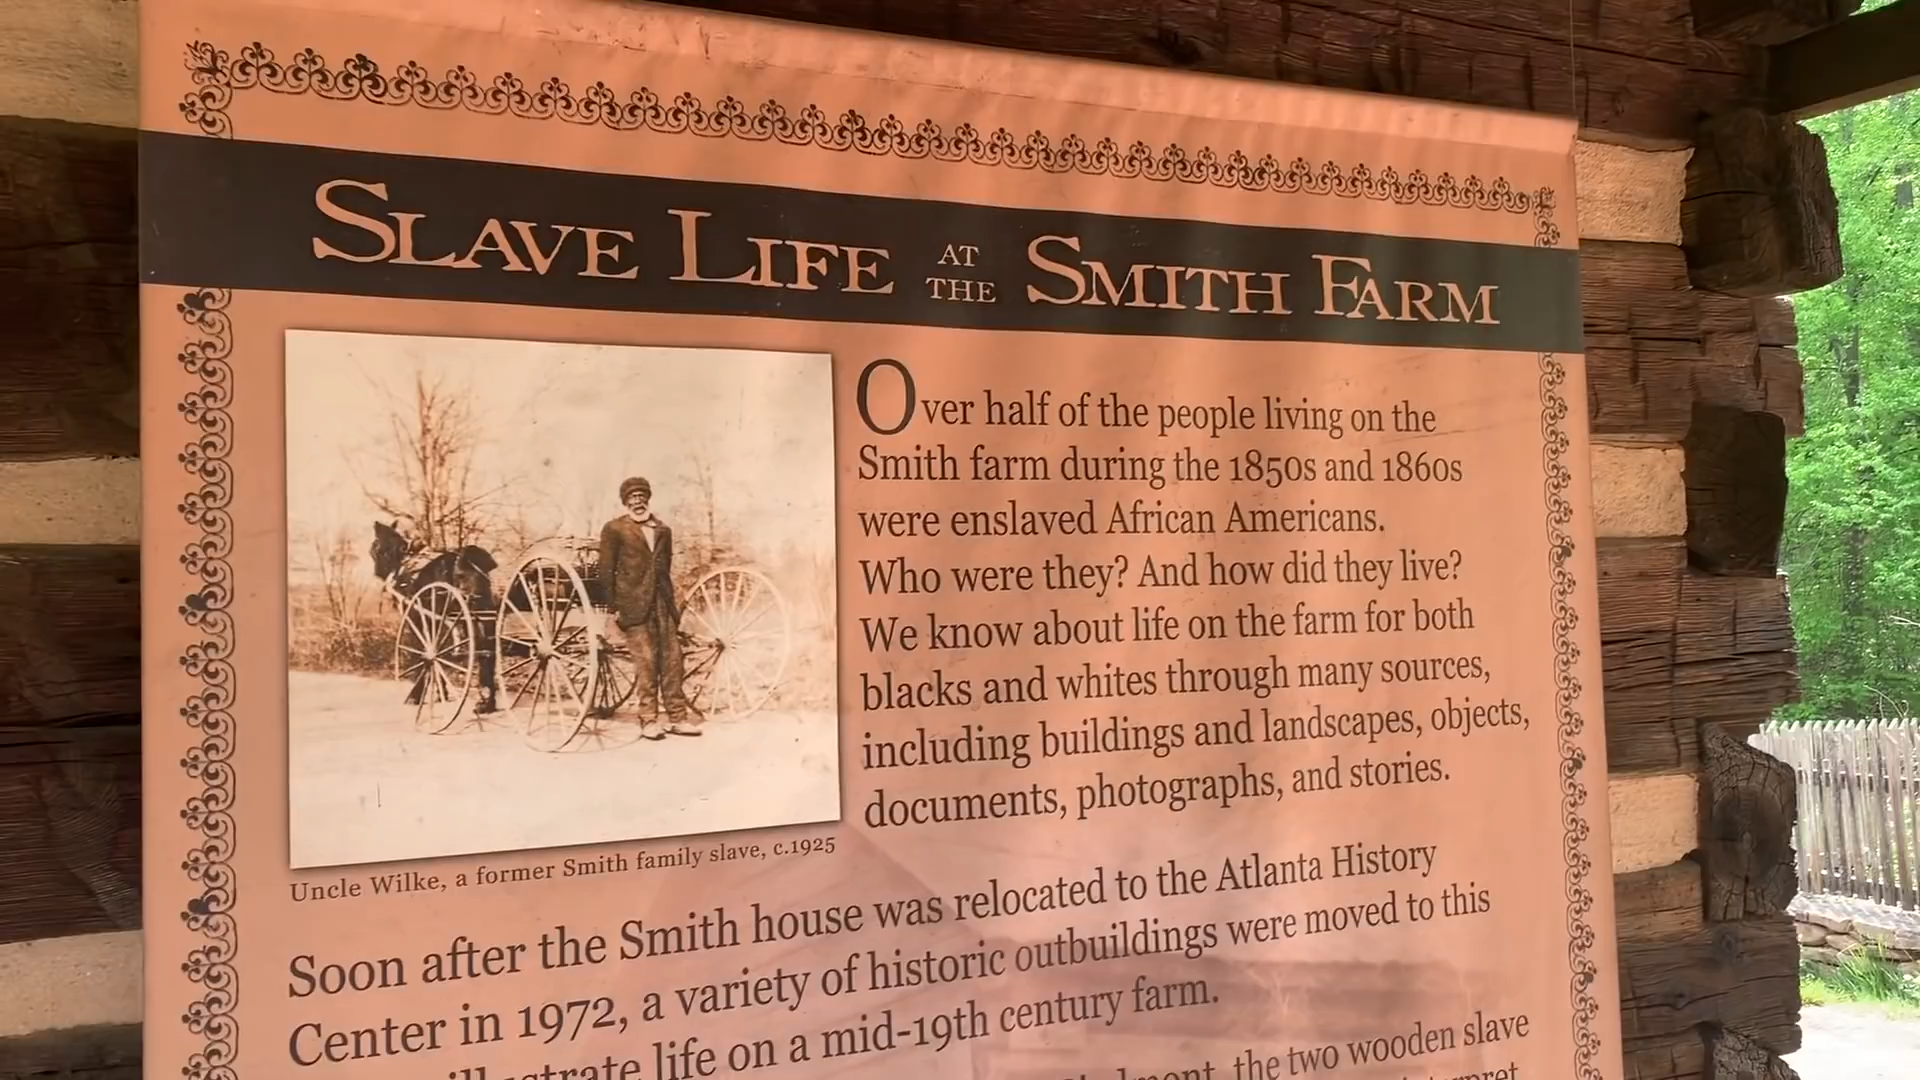 SLAVE LIFE AT THE SMITH FARM
Over half of the people living on the
Smith farm during the 1850s and 1860s
were enslaved African Americans.
Who were they? And how did they live?
We know about life on the farm for both
blacks and whites through many sources,
including buildings and landscapes, objects,
documents, photographs, and stories.
Uncle Wilke, a former Smith family slave, c.1925
Soon after the Smith house was relocated to the Atlanta History
Center in 1972, a variety of historic outbuildings were moved to this
life on a mid-19th century farm.
the two wooden slave